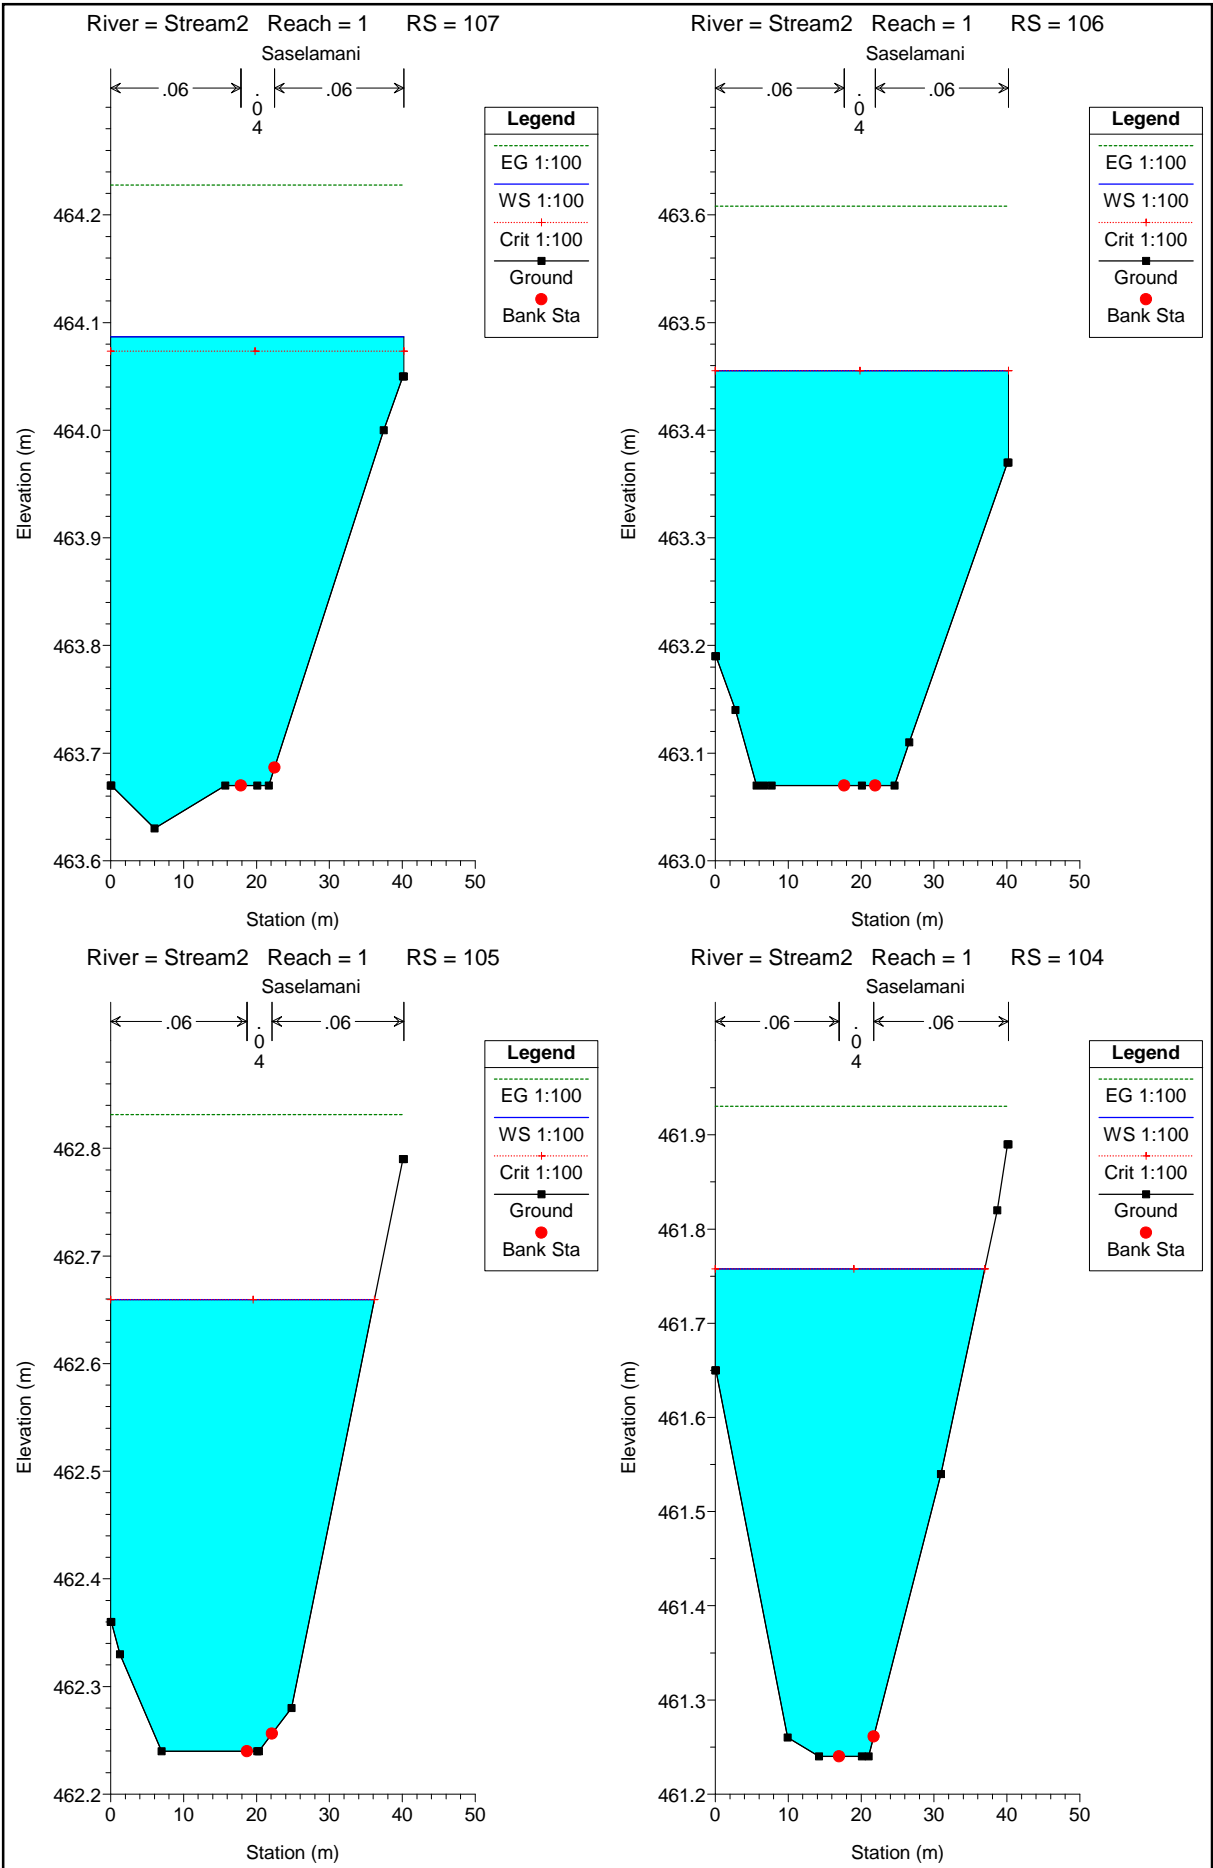 River = Stream2 Reach = 1 RS = 107
Saselamani
.06
.04
.06
Legend
EG 1:100
WS 1:100
Crit 1:100
Ground
Bank Sta
464.2
464.1
464.0
463.9
463.8
463.7
463.6
Elevation (m)
0 10 20 30 40 50
Station (m)
River = Stream2 Reach = 1 RS = 106
Saselamani
.06
.04
.06
Legend
EG 1:100
WS 1:100
Crit 1:100
Ground
Bank Sta
463.6
463.5
463.4
463.3
463.2
463.1
463.0
Elevation (m)
0 10 20 30 40 50
Station (m)
River = Stream2 Reach = 1 RS = 105
Saselamani
.06
.04
.06
Legend
EG 1:100
WS 1:100
Crit 1:100
Ground
Bank Sta
462.8
462.7
462.6
462.5
462.4
462.3
462.2
Elevation (m)
0 10 20 30 40 50
Station (m)
River = Stream2 Reach = 1 RS = 104
Saselamani
.06
.04
.06
Legend
EG 1:100
WS 1:100
Crit 1:100
Ground
Bank Sta
461.9
461.8
461.7
461.6
461.5
461.4
461.3
461.2
Elevation (m)
0 10 20 30 40 50
Station (m)